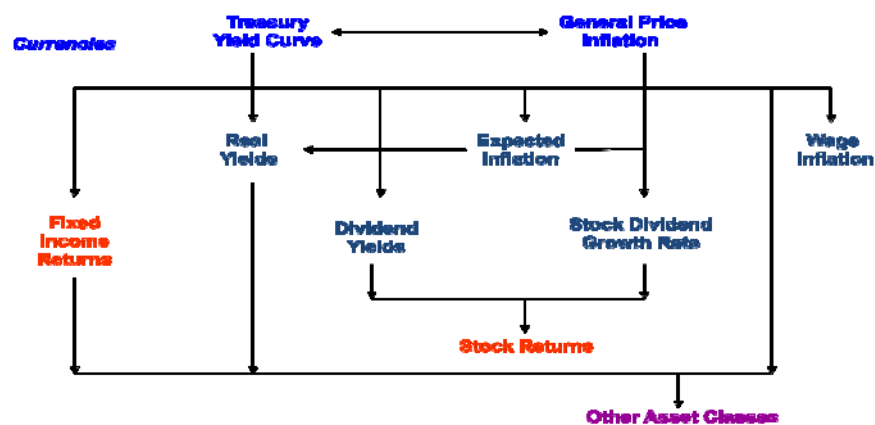 Treasury
Yield Curve
General Price
Inflation
Currencies
Real
Yields
Expected
Inflation
Wage
Inflation
Fixed
Income
Returns
Dividend
Yields
Stock Dividend
Growth Rate
Stock Returns
Other Asset Classes